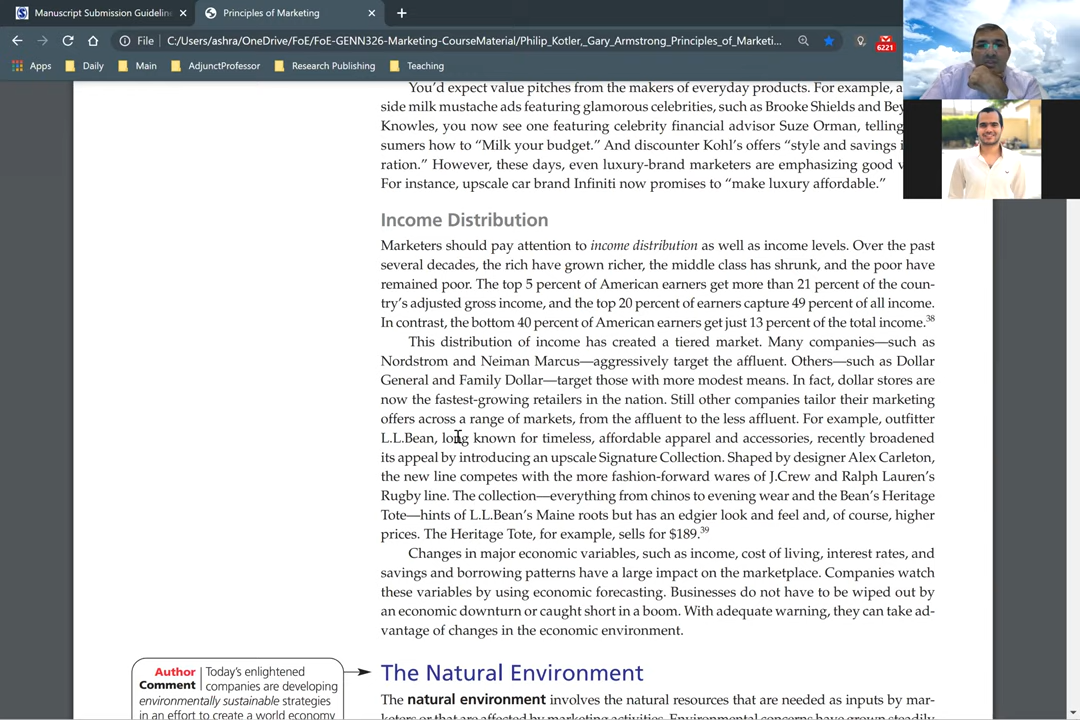 Manuscript Submission Guidelin
Principles of Marketing
File
C:/Users/ashra/OneDrive/FoE/FoE-GENN326-Marketing-CourseMaterial/Philip_Kotler,_Gary_Armstrong_Principles_of_Marketi...
6221
Apps
Daily
Main
AdjunctProfessor
Research Publishing
Teaching
You'd expect value pitches from the makers of everyday products. For example, a
side milk mustache ads featuring glamorous celebrities, such as Brooke Shields and Bey
Knowles, you now see one featuring celebrity financial advisor Suze Orman, telling
sumers how to “Milk your budget.” And discounter Kohl's offers “style and savings i
ration.” However, these days, even luxury-brand marketers are emphasizing good v
For instance, upscale car brand Infiniti now promises to “make luxury affordable.”
Income Distribution
Marketers should pay attention to income distribution as well as income levels. Over the past
several decades, the rich have grown richer, the middle class has shrunk, and the poor have
remained poor. The top 5 percent of American earners get more than 21 percent of the coun-
try's adjusted gross income, and the top 20 percent of earners capture 49 percent of all income.
In contrast, the bottom 40 percent of American earners get just 13 percent of the total income.38
This distribution of income has created a tiered market. Many companies—such as
Nordstrom and Neiman Marcus—aggressively target the affluent. Others—such as Dollar
General and Family Dollar—target those with more modest means. In fact, dollar stores are
now the fastest-growing retailers in the nation. Still other companies tailor their marketing
offers across a range of markets, from the affluent to the less affluent. For example, outfitter
L.L.Bean, long known for timeless, affordable apparel and accessories, recently broadened
its appeal by introducing an upscale Signature Collection. Shaped by designer Alex Carleton,
the new line competes with the more fashion-forward wares of J.Crew and Ralph Lauren's
Rugby line. The collection—everything from chinos to evening wear and the Bean's Heritage
Tote—hints of L.L.Bean's Maine roots but has an edgier look and feel and, of course, higher
prices. The Heritage Tote, for example, sells for $189.39
Changes in major economic variables, such as income, cost of living, interest rates, and
savings and borrowing patterns have a large impact on the marketplace. Companies watch
these variables by using economic forecasting. Businesses do not have to be wiped out by
an economic downturn or caught short in a boom. With adequate warning, they can take ad-
vantage of changes in the economic environment.
Author
Comment
Today's enlightened
companies are developing
environmentally sustainable strategies
in an effort to create a world economy
The Natural Environment
The natural environment involves the natural resources that are needed as inputs by mar-
keters or that are affected by marketing activities. Environmental concerns have grown steadily